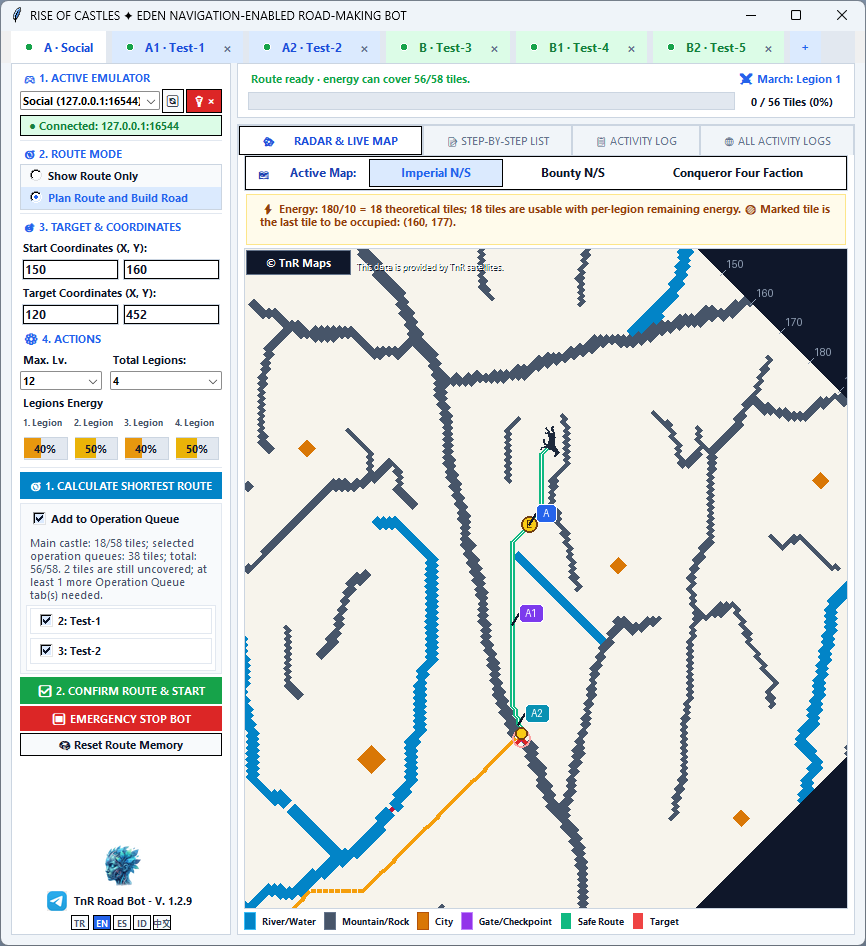 RISE OF CASTLES ✦ EDEN NAVIGATION-ENABLED ROAD-MAKING BOT
A · Social
A1 · Test-1 ×
A2 · Test-2 ×
B · Test-3 ×
B1 · Test-4 ×
B2 · Test-5 ×
+
1. ACTIVE EMULATOR
Social (127.0.0.1:16544)
● Connected: 127.0.0.1:16544
2. ROUTE MODE
Show Route Only
Plan Route and Build Road
3. TARGET & COORDINATES
Start Coordinates (X, Y):
150 160
Target Coordinates (X, Y):
120 452
4. ACTIONS
Max. Lv. Total Legions:
12 4
Legions Energy
1. Legion 2. Legion 3. Legion 4. Legion
40% 50% 40% 50%
1. CALCULATE SHORTEST ROUTE
Add to Operation Queue
Main castle: 18/58 tiles; selected
operation queues: 38 tiles; total:
56/58. 2 tiles are still uncovered; at
least 1 more Operation Queue
tab(s) needed.
2: Test-1
3: Test-2
2. CONFIRM ROUTE & START
EMERGENCY STOP BOT
Reset Route Memory
TnR Road Bot - V. 1.2.9
TR EN ES ID 中文
Route ready · energy can cover 56/58 tiles.
March: Legion 1
0 / 56 Tiles (0%)
RADAR & LIVE MAP
STEP-BY-STEP LIST
ACTIVITY LOG
ALL ACTIVITY LOGS
Active Map: Imperial N/S Bounty N/S Conqueror Four Faction
Energy: 180/10 = 18 theoretical tiles; 18 tiles are usable with per-legion remaining energy. Marked tile is
the last tile to be occupied: (160, 177).
© TnR Maps
This data is provided by TnR satellites.
150
160
170
180
A
E
A1
A2
River/Water Mountain/Rock City Gate/Checkpoint Safe Route Target